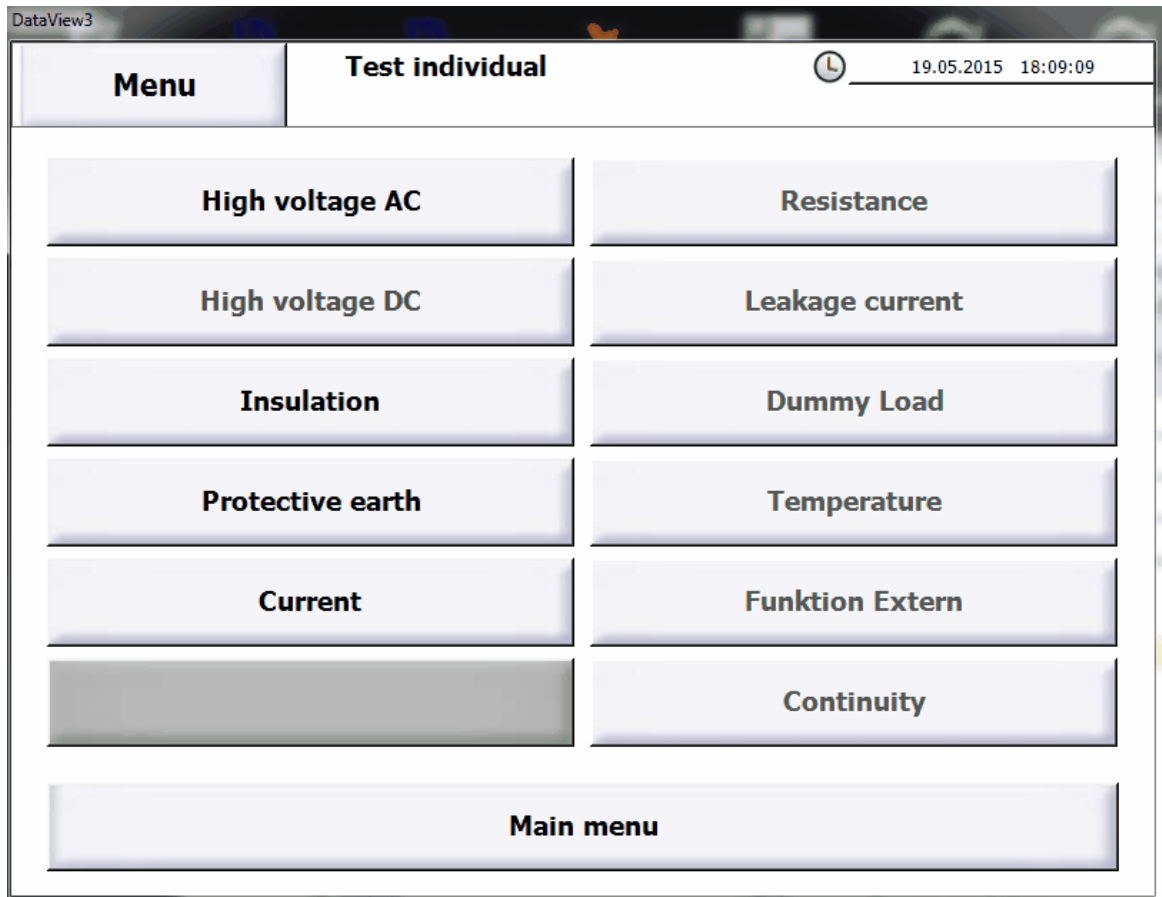 DataView3
Menu
Test individual
19.05.2015 18:09:09
High voltage AC
Resistance
High voltage DC
Leakage current
Insulation
Dummy Load
Protective earth
Temperature
Current
Funktion Extern
Continuity
Main menu